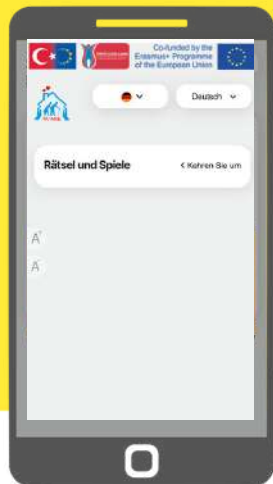 Co-funded by the
Erasmus+ Programme
of the European Union
Deutsch
Rätsel und Spiele
< Kehren Sie um
A+
A-